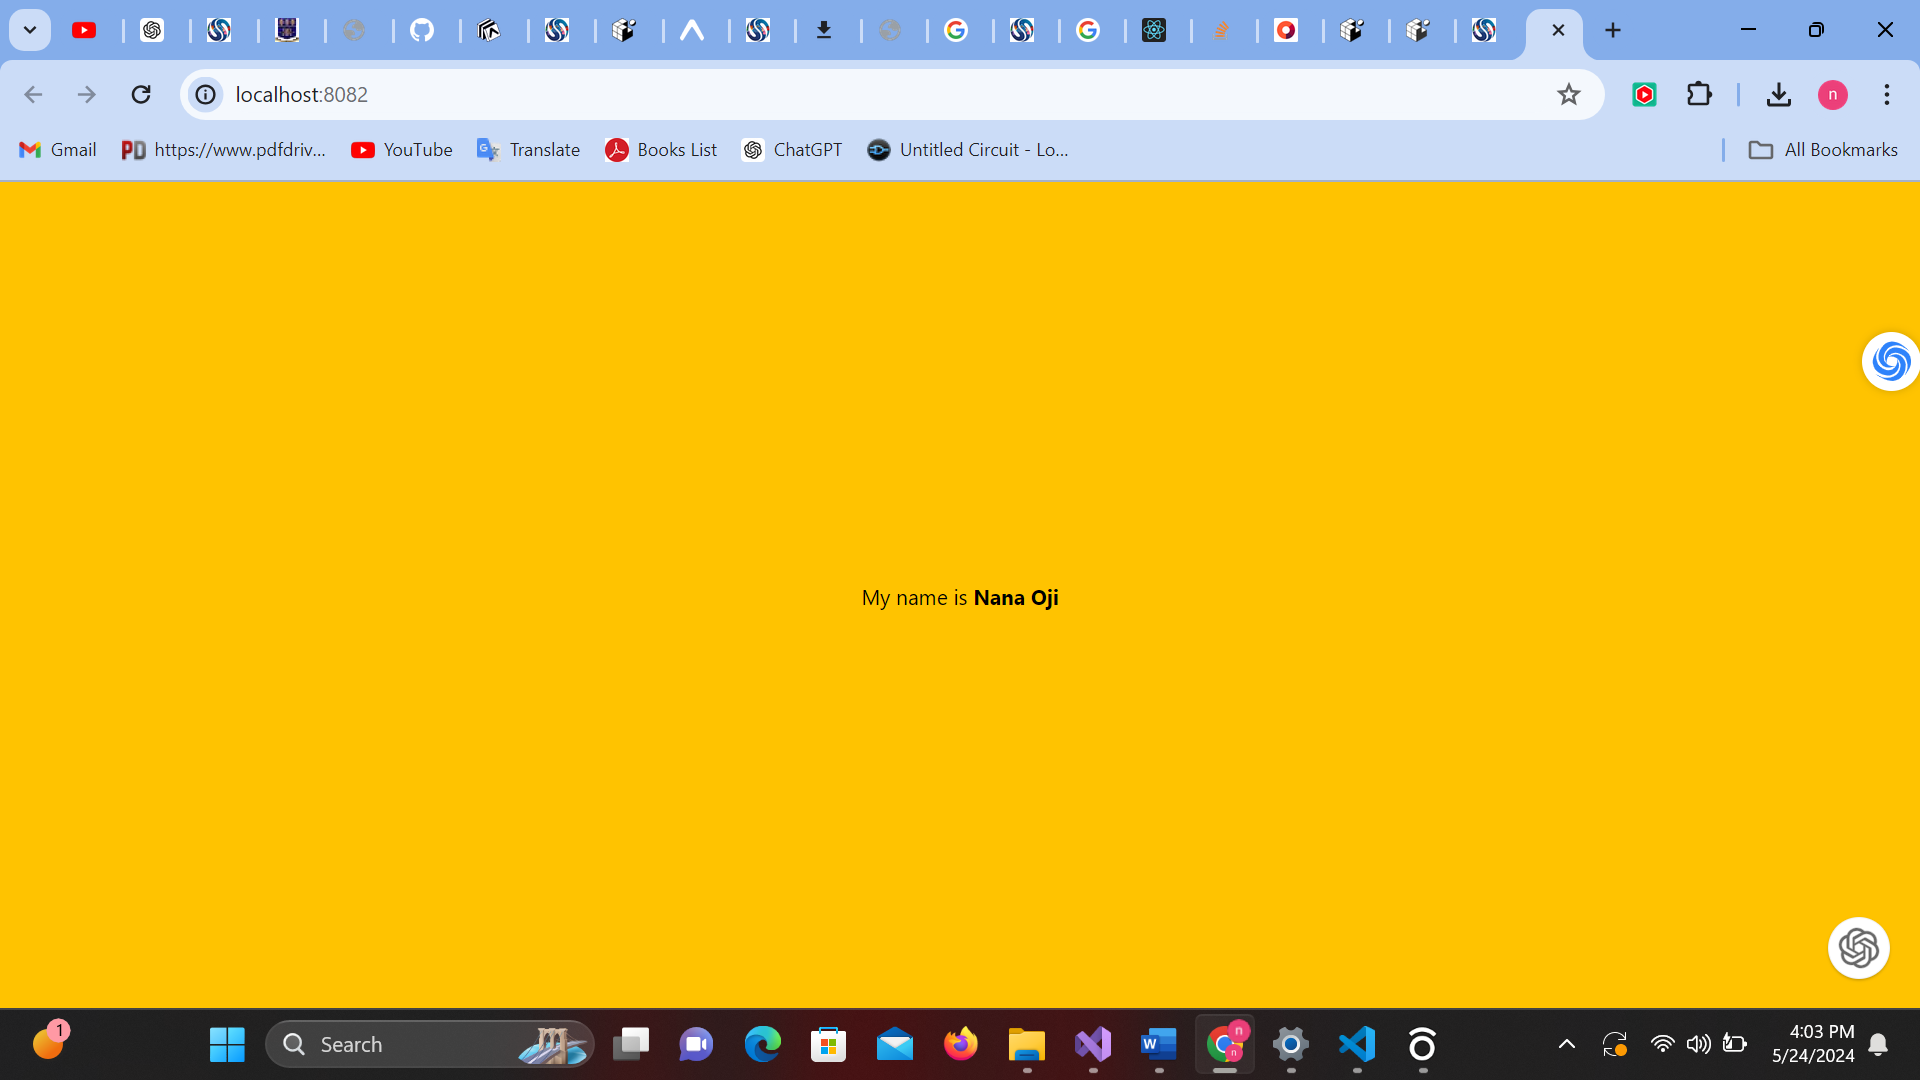 localhost:8082
Gmail
https://www.pdfdriv...
YouTube
Translate
Books List
ChatGPT
Untitled Circuit - Lo...
All Bookmarks
n
PD
My name is Nana Oji
1
Search
W
n
n
4:03 PM
5/24/2024